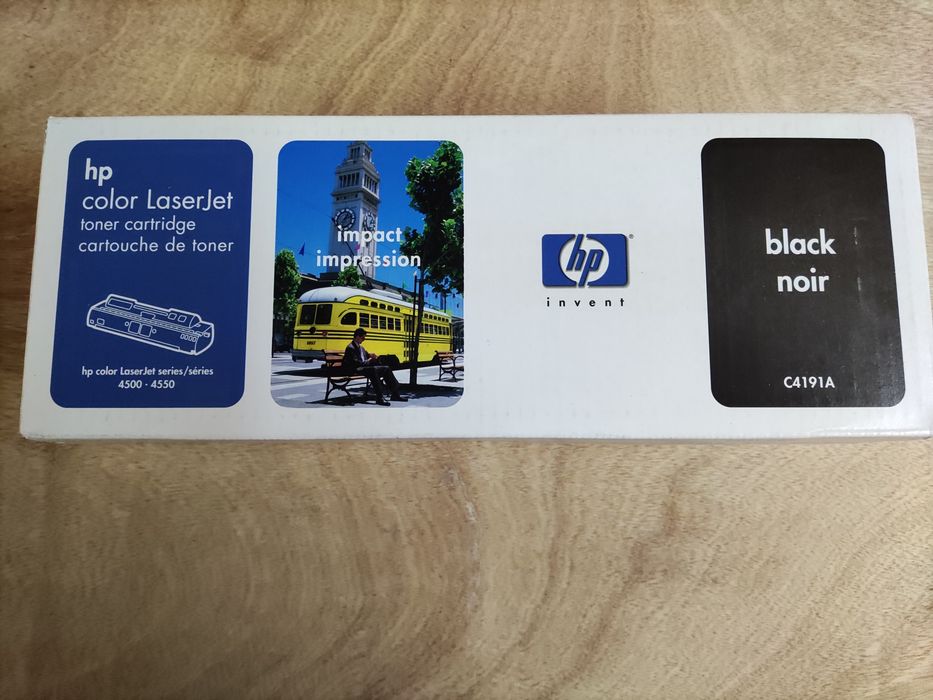 hp
color LaserJet
toner cartridge
cartouche de toner
hp color LaserJet series/séries
4500 · 4550
impact
impression
hp
®
invent
black
noir
C4191A